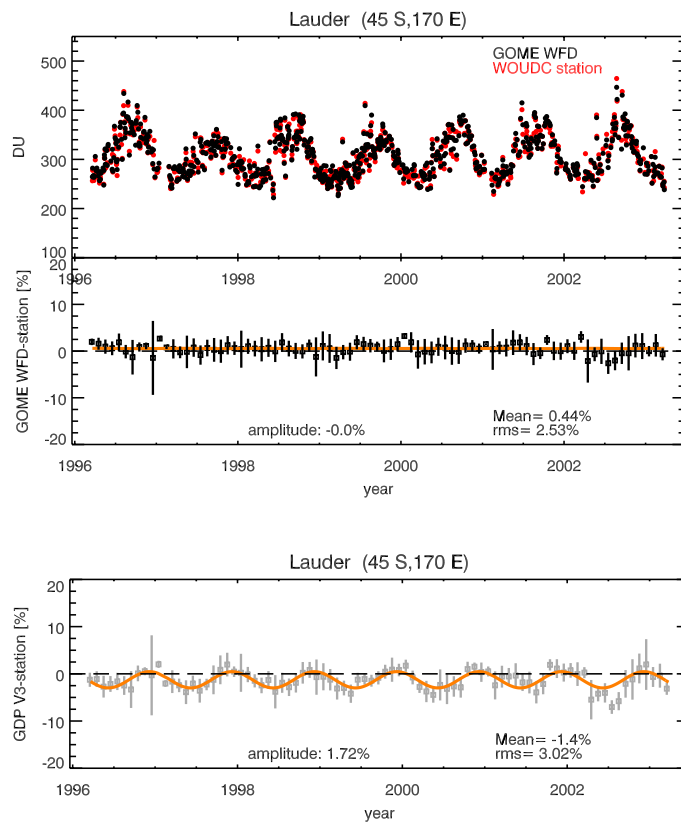 Lauder (45 S,170 E)
500
GOME WFD
WOUDC station
400
DU
300
200
100
1996
1998
2000
2002
20
10
0
-10
-20
GOME WFD-station [%]
amplitude: -0.0%
Mean= 0.44%
rms= 2.53%
1996
1998
2000
2002
year
Lauder (45 S,170 E)
20
10
0
-10
-20
GDP V3-station [%]
amplitude: 1.72%
Mean= -1.4%
rms= 3.02%
1996
1998
2000
2002
year